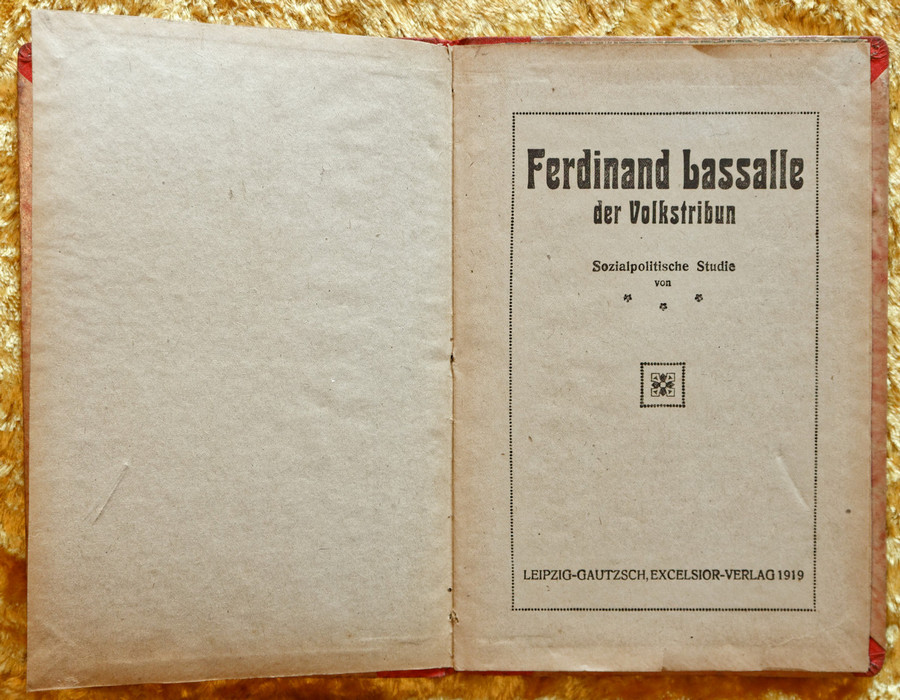 Ferdinand Lassalle
der Volkstribun
Sozialpolitische Studie
von
LEIPZIG-GAUTZSCH, EXCELSIOR-VERLAG 1919